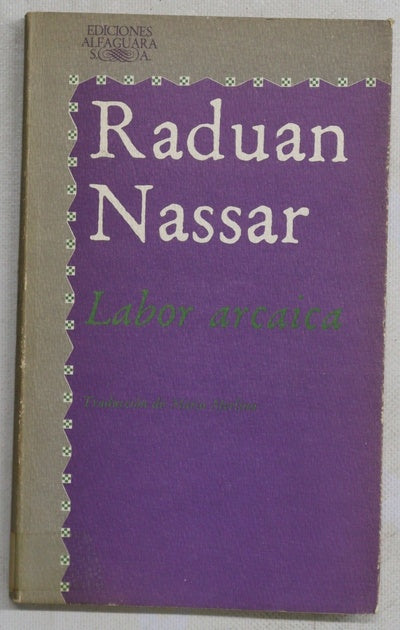 EDICIONES
ALFAGUARA
S. A.
Raduan
Nassar
Labor arcaica
Traducción de